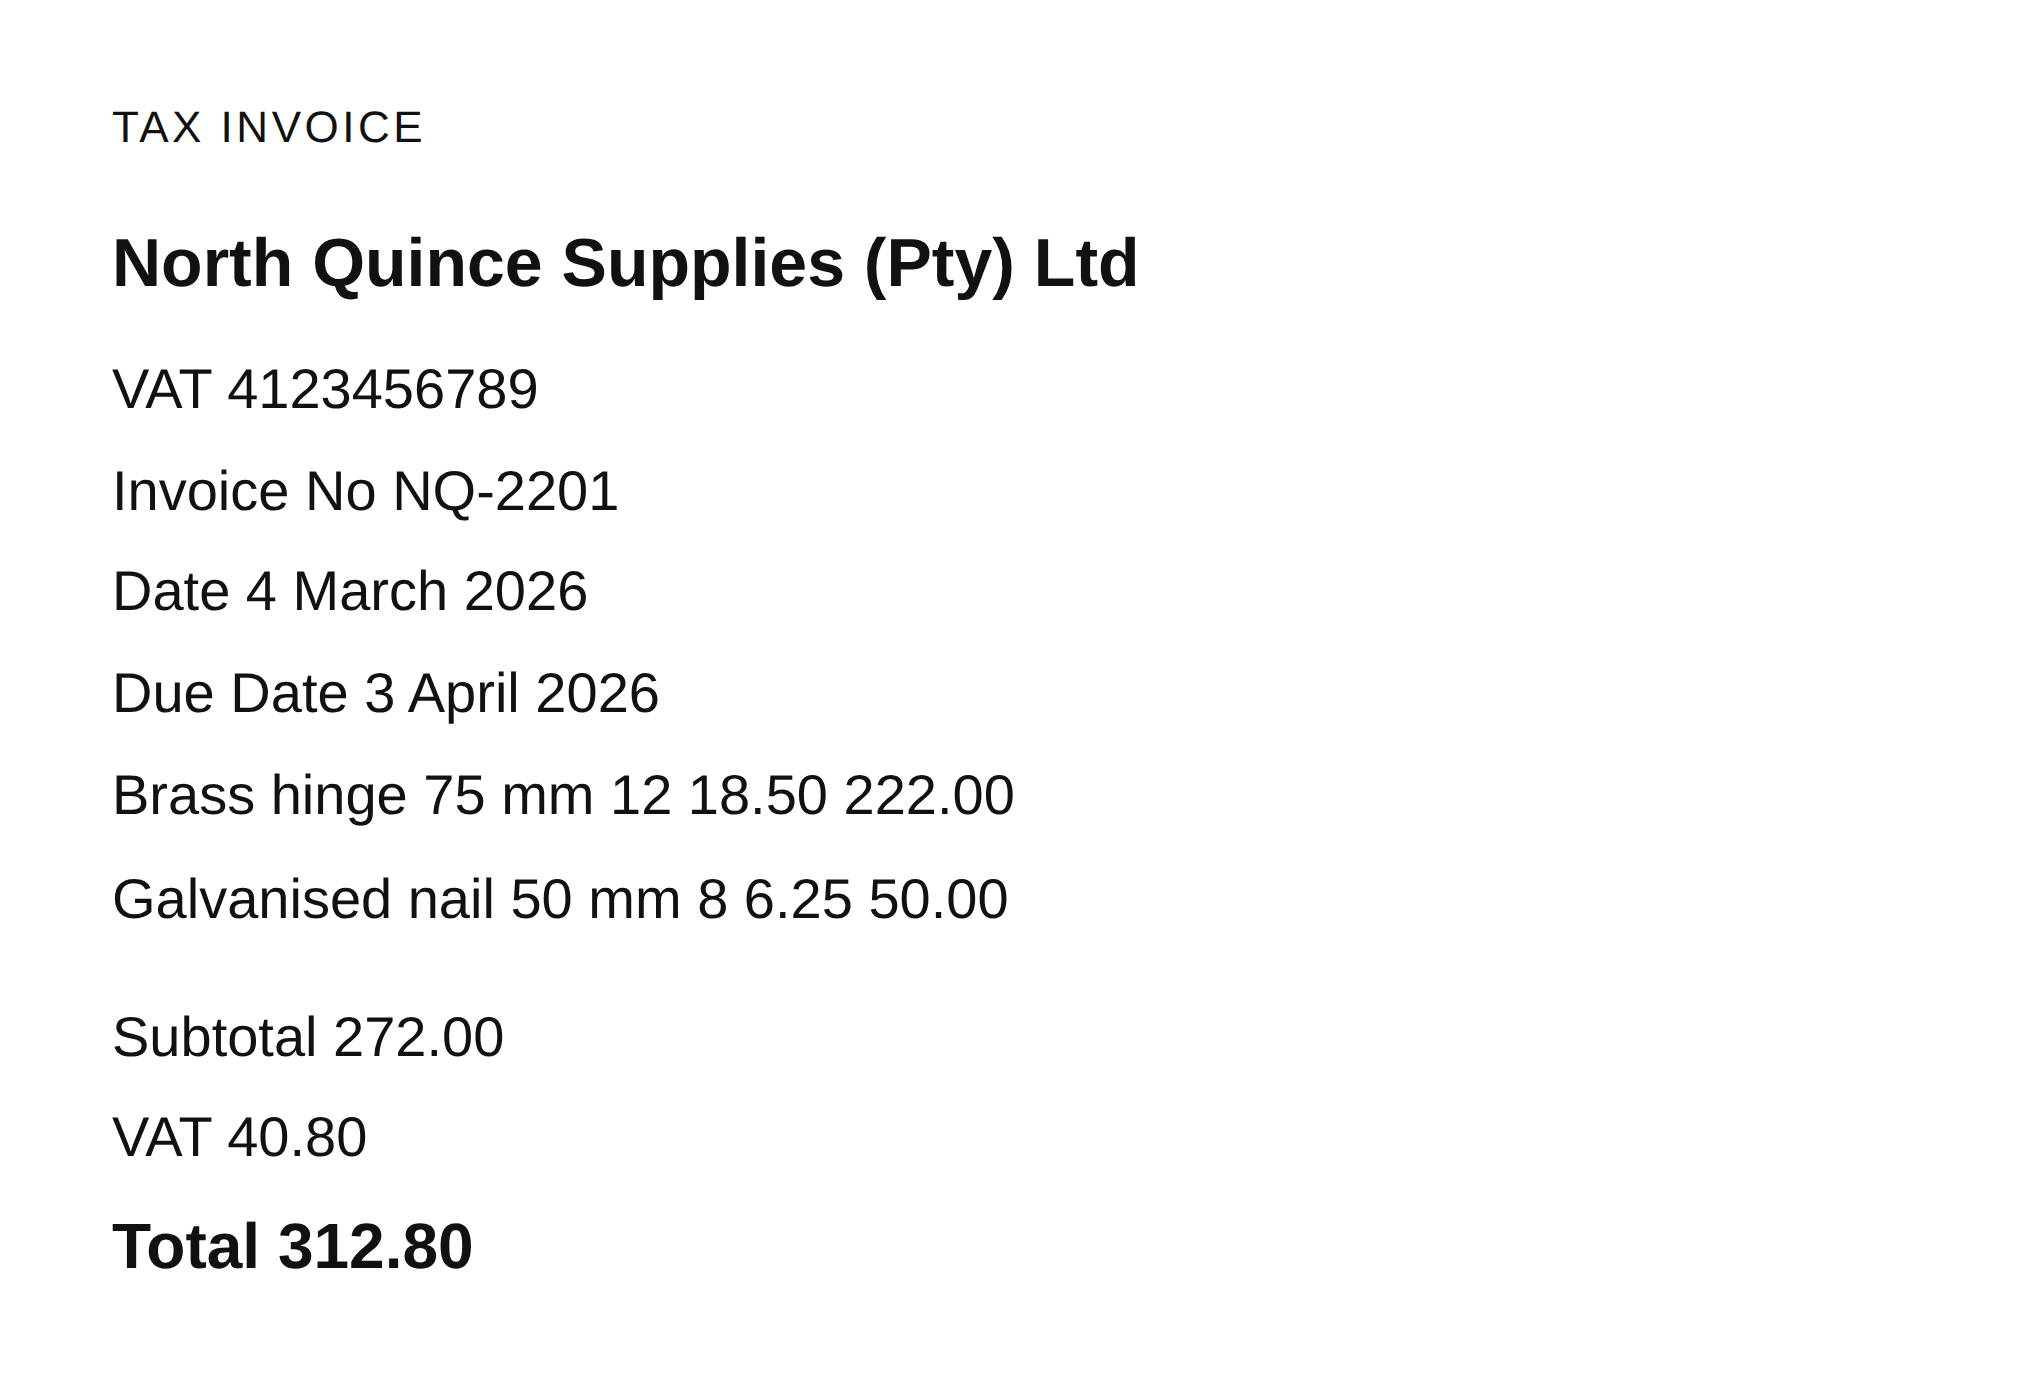 TAX INVOICE
North Quince Supplies (Pty) Ltd
VAT 4123456789
Invoice No NQ-2201
Date 4 March 2026
Due Date 3 April 2026
Brass hinge 75 mm 12 18.50 222.00
Galvanised nail 50 mm 8 6.25 50.00
Subtotal 272.00
VAT 40.80
Total 312.80